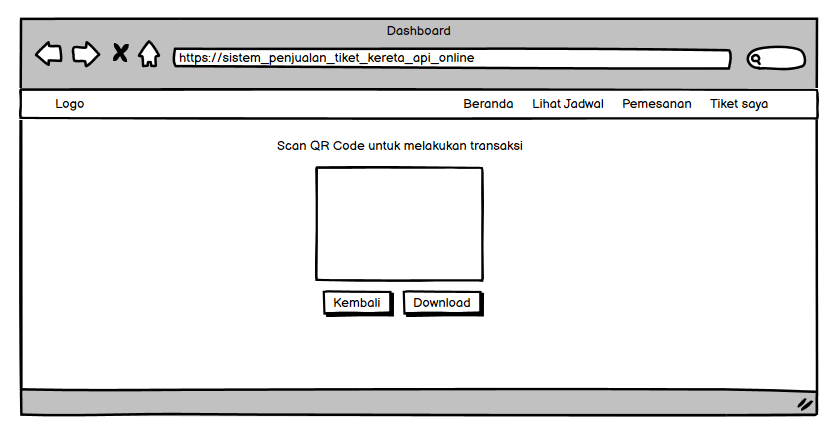 Dashboard
https://sistem_penjualan_tiket_kereta_api_online
Logo Beranda Lihat Jadwal Pemesanan Tiket saya
Scan QR Code untuk melakukan transaksi
Kembali Download